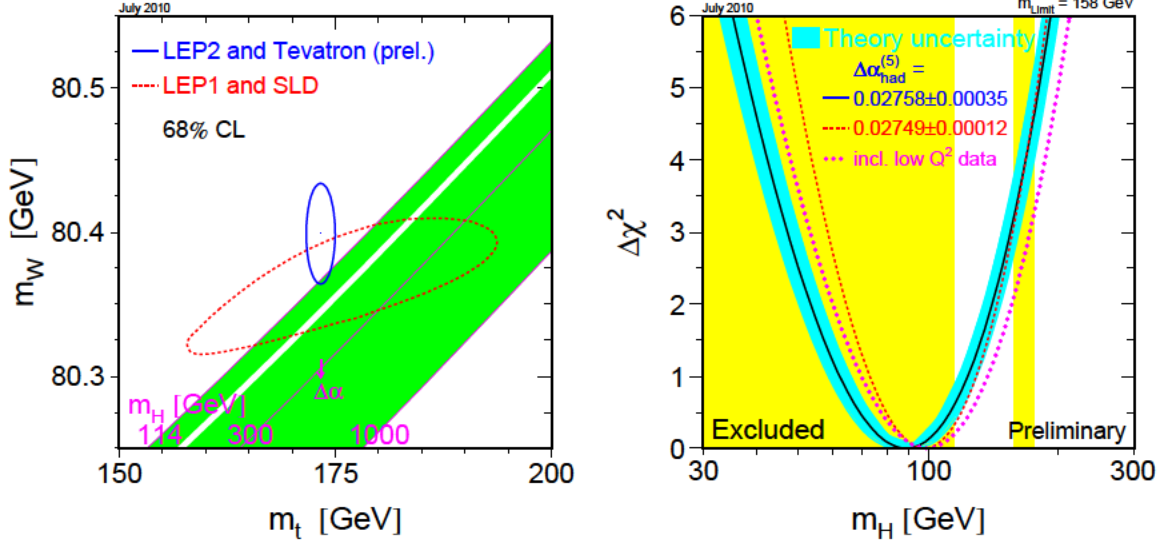 July 2010
LEP2 and Tevatron (prel.)
LEP1 and SLD
68% CL
80.5
80.4
80.3
m_W [GeV]
Δα
m_H [GeV]
114 300 1000
150 175 200
m_t [GeV]
July 2010
m_Limit = 158 GeV
Theory uncertainty
Δα_had^(5) =
0.02758±0.00035
0.02749±0.00012
incl. low Q² data
6
5
4
3
2
1
0
Δχ²
Excluded
Preliminary
30 100 300
m_H [GeV]